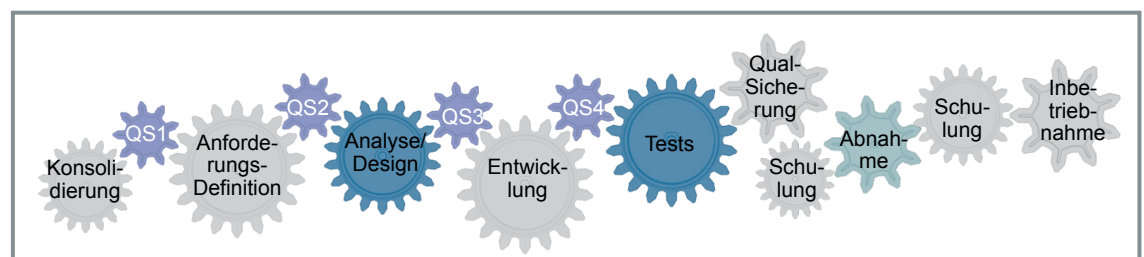 Konsoli-
dierung
QS1
Anforde-
rungs-
Definition
QS2
Analyse/
Design
QS3
Entwick-
lung
QS4
Tests
Qual-
Siche-
rung
Schu-
lung
Abnah-
me
Schu-
lung
Inbe-
trieb-
nahme